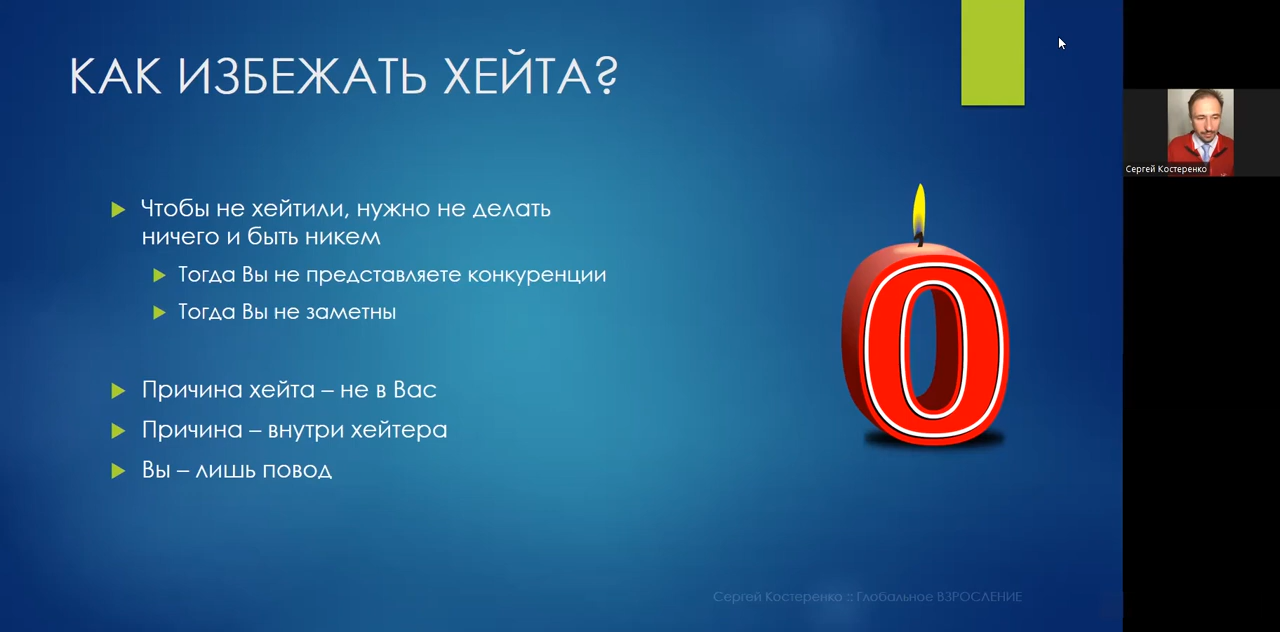 КАК ИЗБЕЖАТЬ ХЕЙТА?
Чтобы не хейтили, нужно не делать
ничего и быть никем
Тогда Вы не представляете конкуренции
Тогда Вы не заметны
Причина хейта – не в Вас
Причина – внутри хейтера
Вы – лишь повод
0
Сергей Костеренко :: Глобальное ВЗРОСЛЕНИЕ
Сергей Костеренко